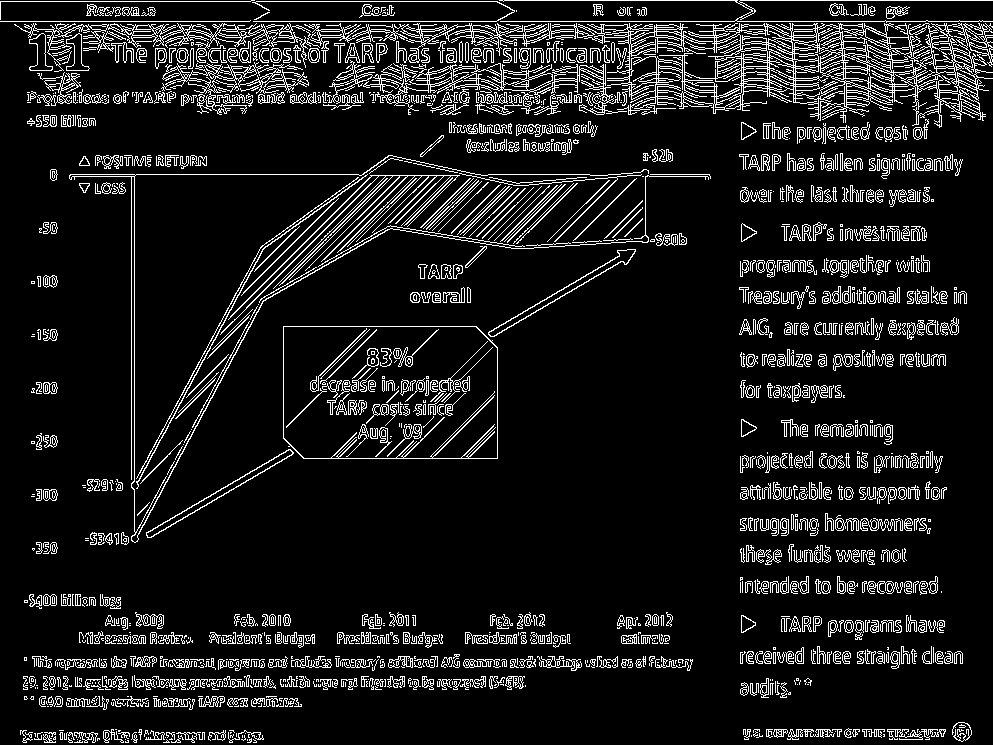 Response Cost Reform Challenges
11 The projected cost of TARP has fallen significantly
Projections of TARP programs and additional Treasury AIG holdings, gain (cost)
+$50 billion
△ POSITIVE RETURN
0
▽ LOSS
-50
-100
-150
-200
-250
-300
-350
-$400 billion loss
Investment programs only
(excludes housing)*
+$2b
-$60b
TARP
overall
83%
decrease in projected
TARP costs since
Aug. '09
-$291b
-$341b
Aug. 2009 Feb. 2010 Feb. 2011 Feb. 2012 Apr. 2012
Mid-session Review President's Budget President's Budget President's Budget estimate
▷ The projected cost of
TARP has fallen significantly
over the last three years.
▷ TARP's investment
programs, together with
Treasury's additional stake in
AIG, are currently expected
to realize a positive return
for taxpayers.
▷ The remaining
projected cost is primarily
attributable to support for
struggling homeowners;
these funds were not
intended to be recovered.
▷ TARP programs have
received three straight clean
audits.**
* This represents the TARP investment programs and includes Treasury's additional AIG common stock holdings valued as of February
29, 2012. It excludes foreclosure prevention funds, which were not intended to be recovered ($46B).
** GAO annually reviews Treasury TARP cost estimates.
Source: Treasury, Office of Management and Budget.
U.S. DEPARTMENT OF THE TREASURY